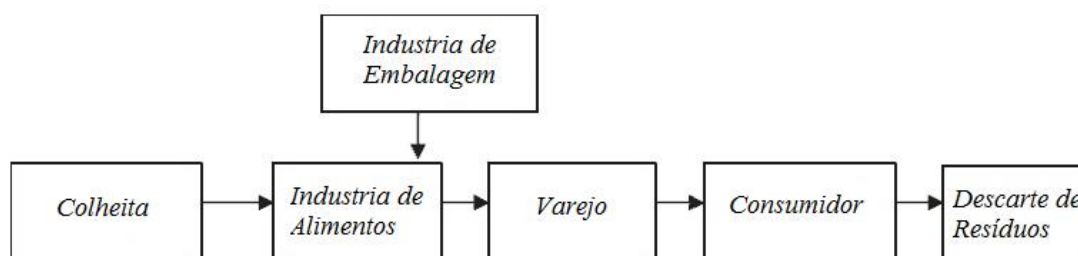 Industria de
Embalagem
Colheita
Industria de
Alimentos
Varejo
Consumidor
Descarte de
Resíduos